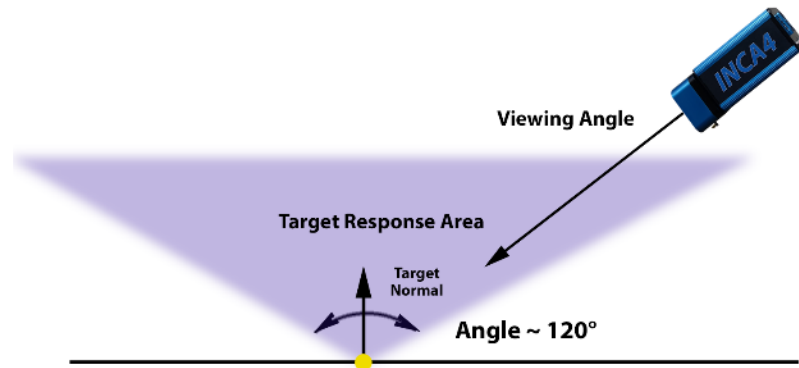 INCA4
Viewing Angle
Target Response Area
Target
Normal
Angle ~ 120°